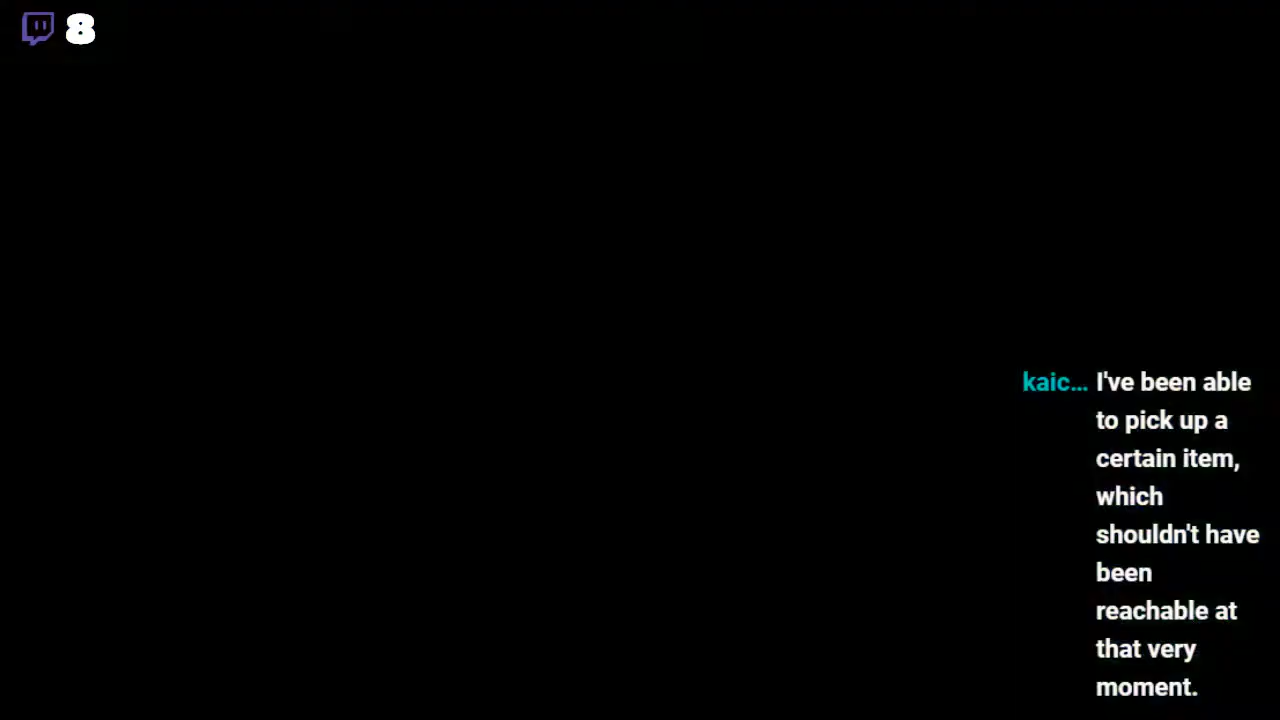 8
kaic... I've been able
to pick up a
certain item,
which
shouldn't have
been
reachable at
that very
moment.